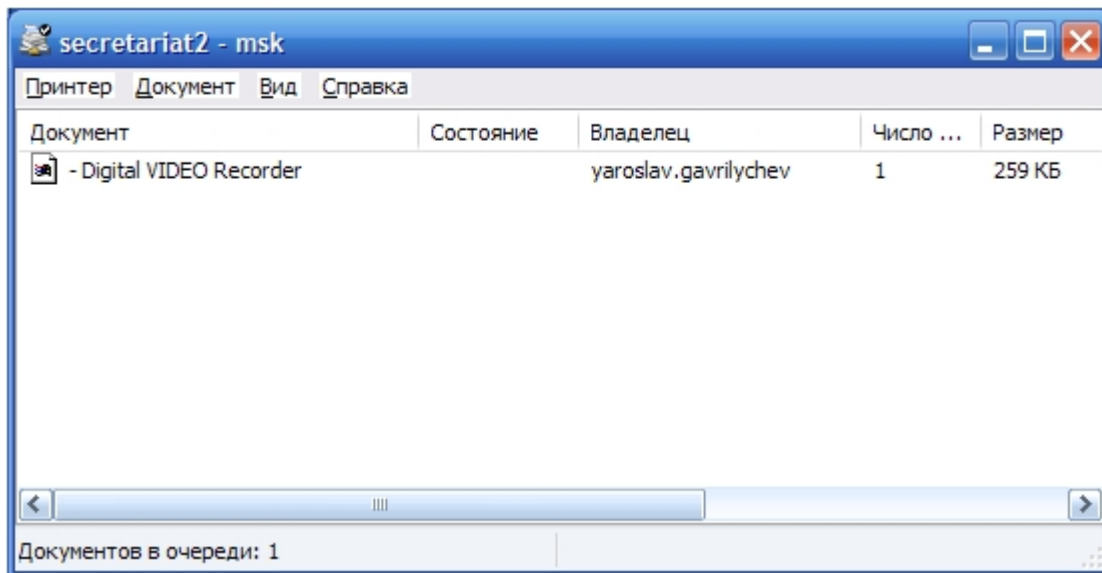 secretariat2 - msk
Принтер Документ Вид Справка
Документ Состояние Владелец Число ... Размер
- Digital VIDEO Recorder yaroslav.gavrilychev 1 259 КБ
Документов в очереди: 1